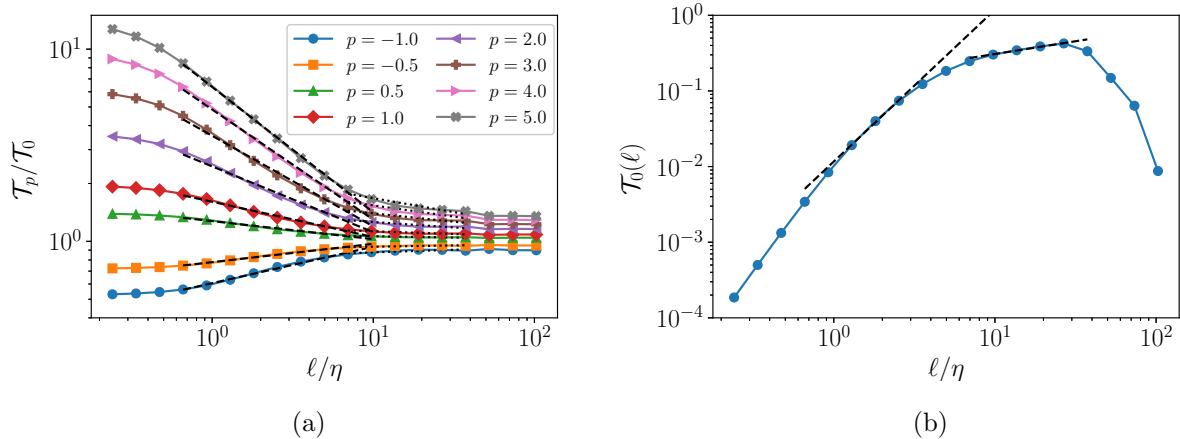 10^1
10^0
𝒯_p/𝒯_0
p = −1.0
p = −0.5
p = 0.5
p = 1.0
p = 2.0
p = 3.0
p = 4.0
p = 5.0
10^0 10^1 10^2
ℓ/η
(a)
10^0
10^−1
10^−2
10^−3
10^−4
𝒯_0(ℓ)
10^0 10^1 10^2
ℓ/η
(b)